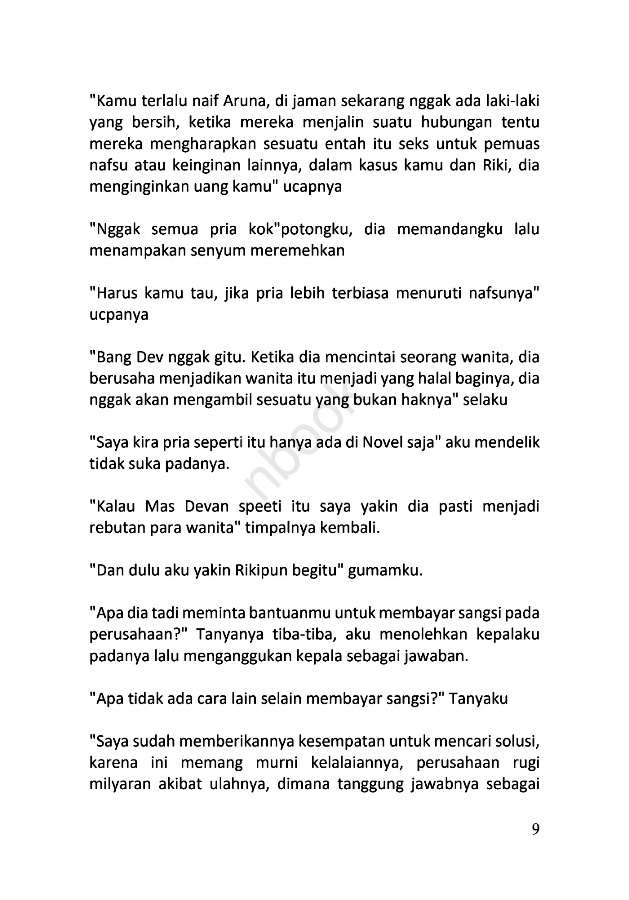 "Kamu terlalu naif Aruna, di jaman sekarang nggak ada laki-laki
yang bersih, ketika mereka menjalin suatu hubungan tentu
mereka mengharapkan sesuatu entah itu seks untuk pemuas
nafsu atau keinginan lainnya, dalam kasus kamu dan Riki, dia
menginginkan uang kamu" ucapnya
"Nggak semua pria kok"potongku, dia memandangku lalu
menampakan senyum meremehkan
"Harus kamu tau, jika pria lebih terbiasa menuruti nafsunya"
ucpanya
"Bang Dev nggak gitu. Ketika dia mencintai seorang wanita, dia
berusaha menjadikan wanita itu menjadi yang halal baginya, dia
nggak akan mengambil sesuatu yang bukan haknya" selaku
"Saya kira pria seperti itu hanya ada di Novel saja" aku mendelik
tidak suka padanya.
"Kalau Mas Devan speeti itu saya yakin dia pasti menjadi
rebutan para wanita" timpalnya kembali.
"Dan dulu aku yakin Rikipun begitu" gumamku.
"Apa dia tadi meminta bantuanmu untuk membayar sangsi pada
perusahaan?" Tanyanya tiba-tiba, aku menolehkan kepalaku
padanya lalu menganggukan kepala sebagai jawaban.
"Apa tidak ada cara lain selain membayar sangsi?" Tanyaku
"Saya sudah memberikannya kesempatan untuk mencari solusi,
karena ini memang murni kelalaiannya, perusahaan rugi
milyaran akibat ulahnya, dimana tanggung jawabnya sebagai
9
nbook